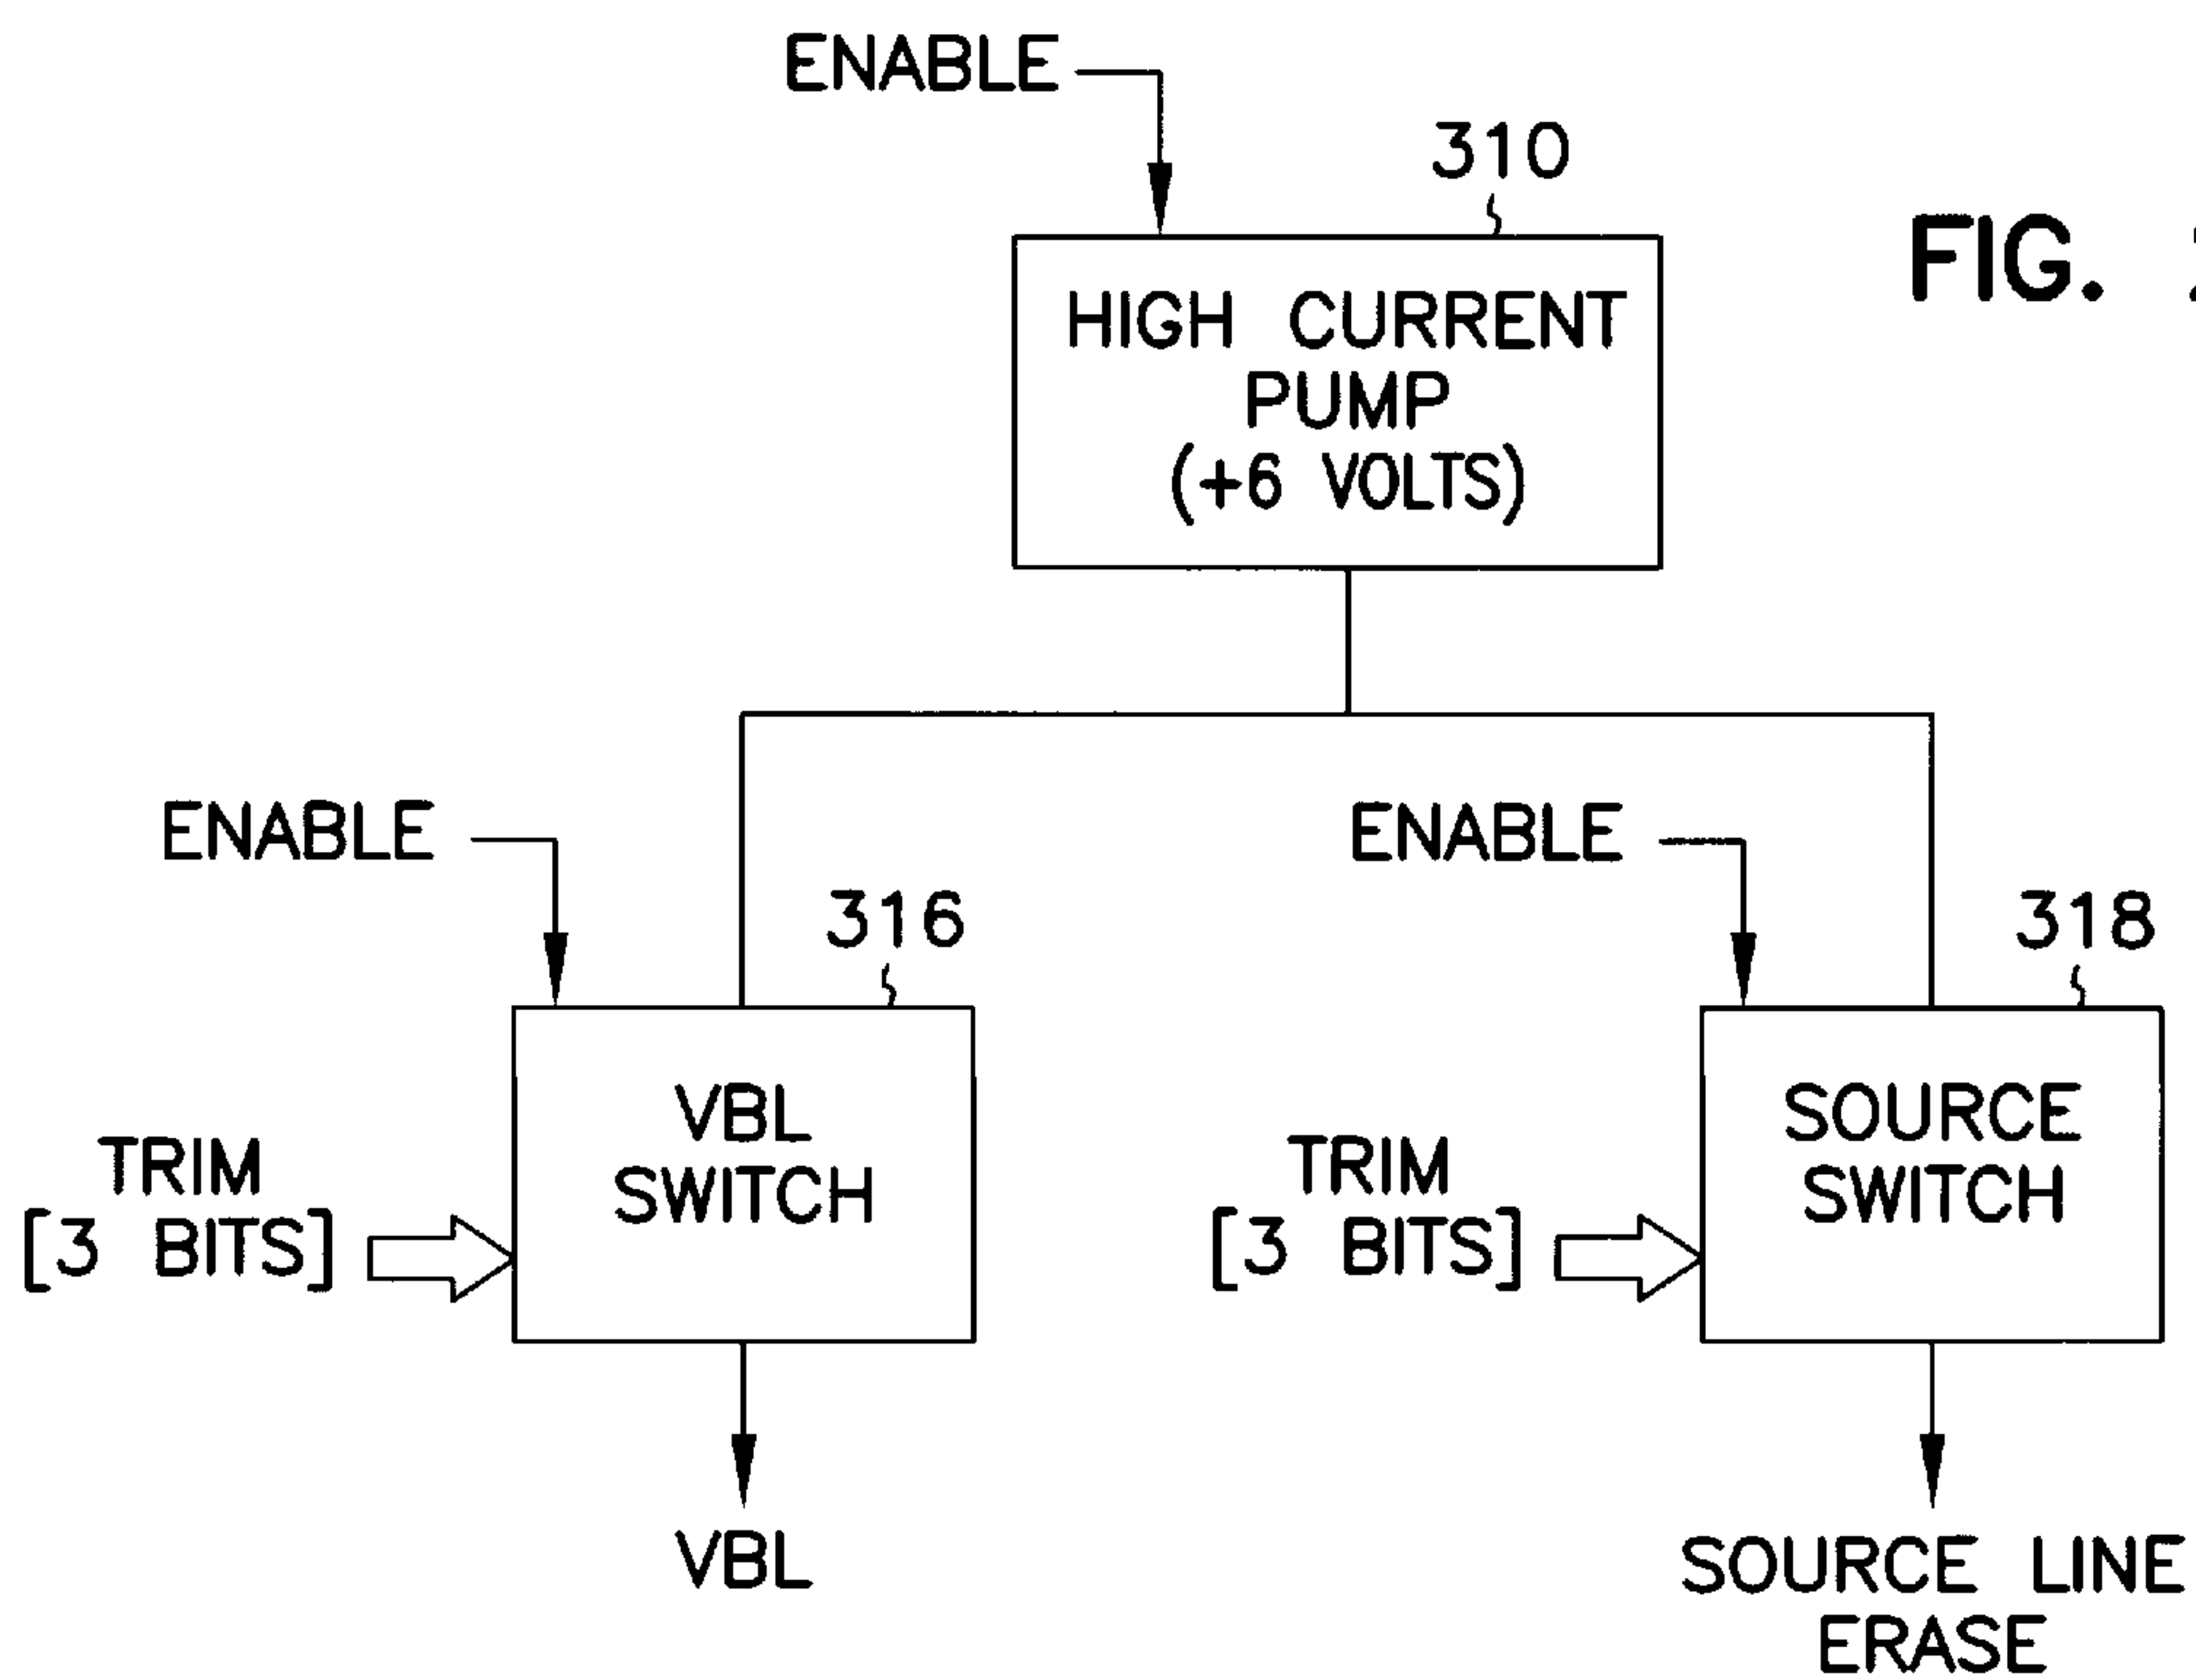 ENABLE
310
FIG.
HIGH CURRENT
PUMP
(+6 VOLTS)
ENABLE
316
ENABLE
318
VBL
SWITCH
TRIM
[3 BITS]
SOURCE
SWITCH
TRIM
[3 BITS]
VBL
SOURCE LINE
ERASE